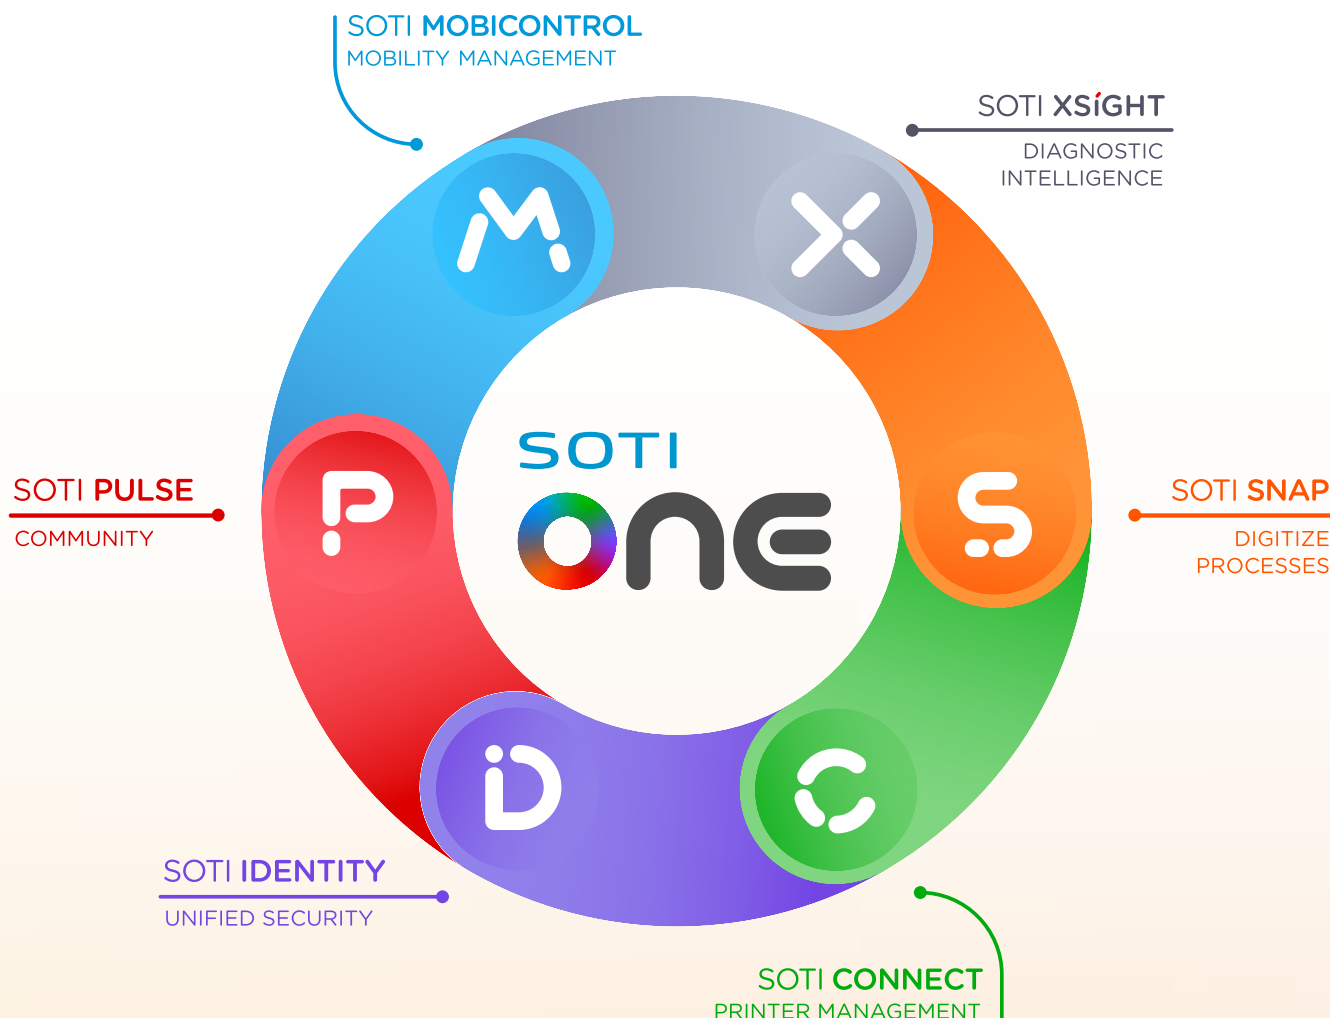 SOTI MOBICONTROL
MOBILITY MANAGEMENT
SOTI XSiGHT
DIAGNOSTIC
INTELLIGENCE
M
X
SOTI
ONE
P
S
SOTI PULSE
COMMUNITY
SOTI SNAP
DIGITIZE
PROCESSES
iD
C
SOTI IDENTITY
UNIFIED SECURITY
SOTI CONNECT
PRINTER MANAGEMENT